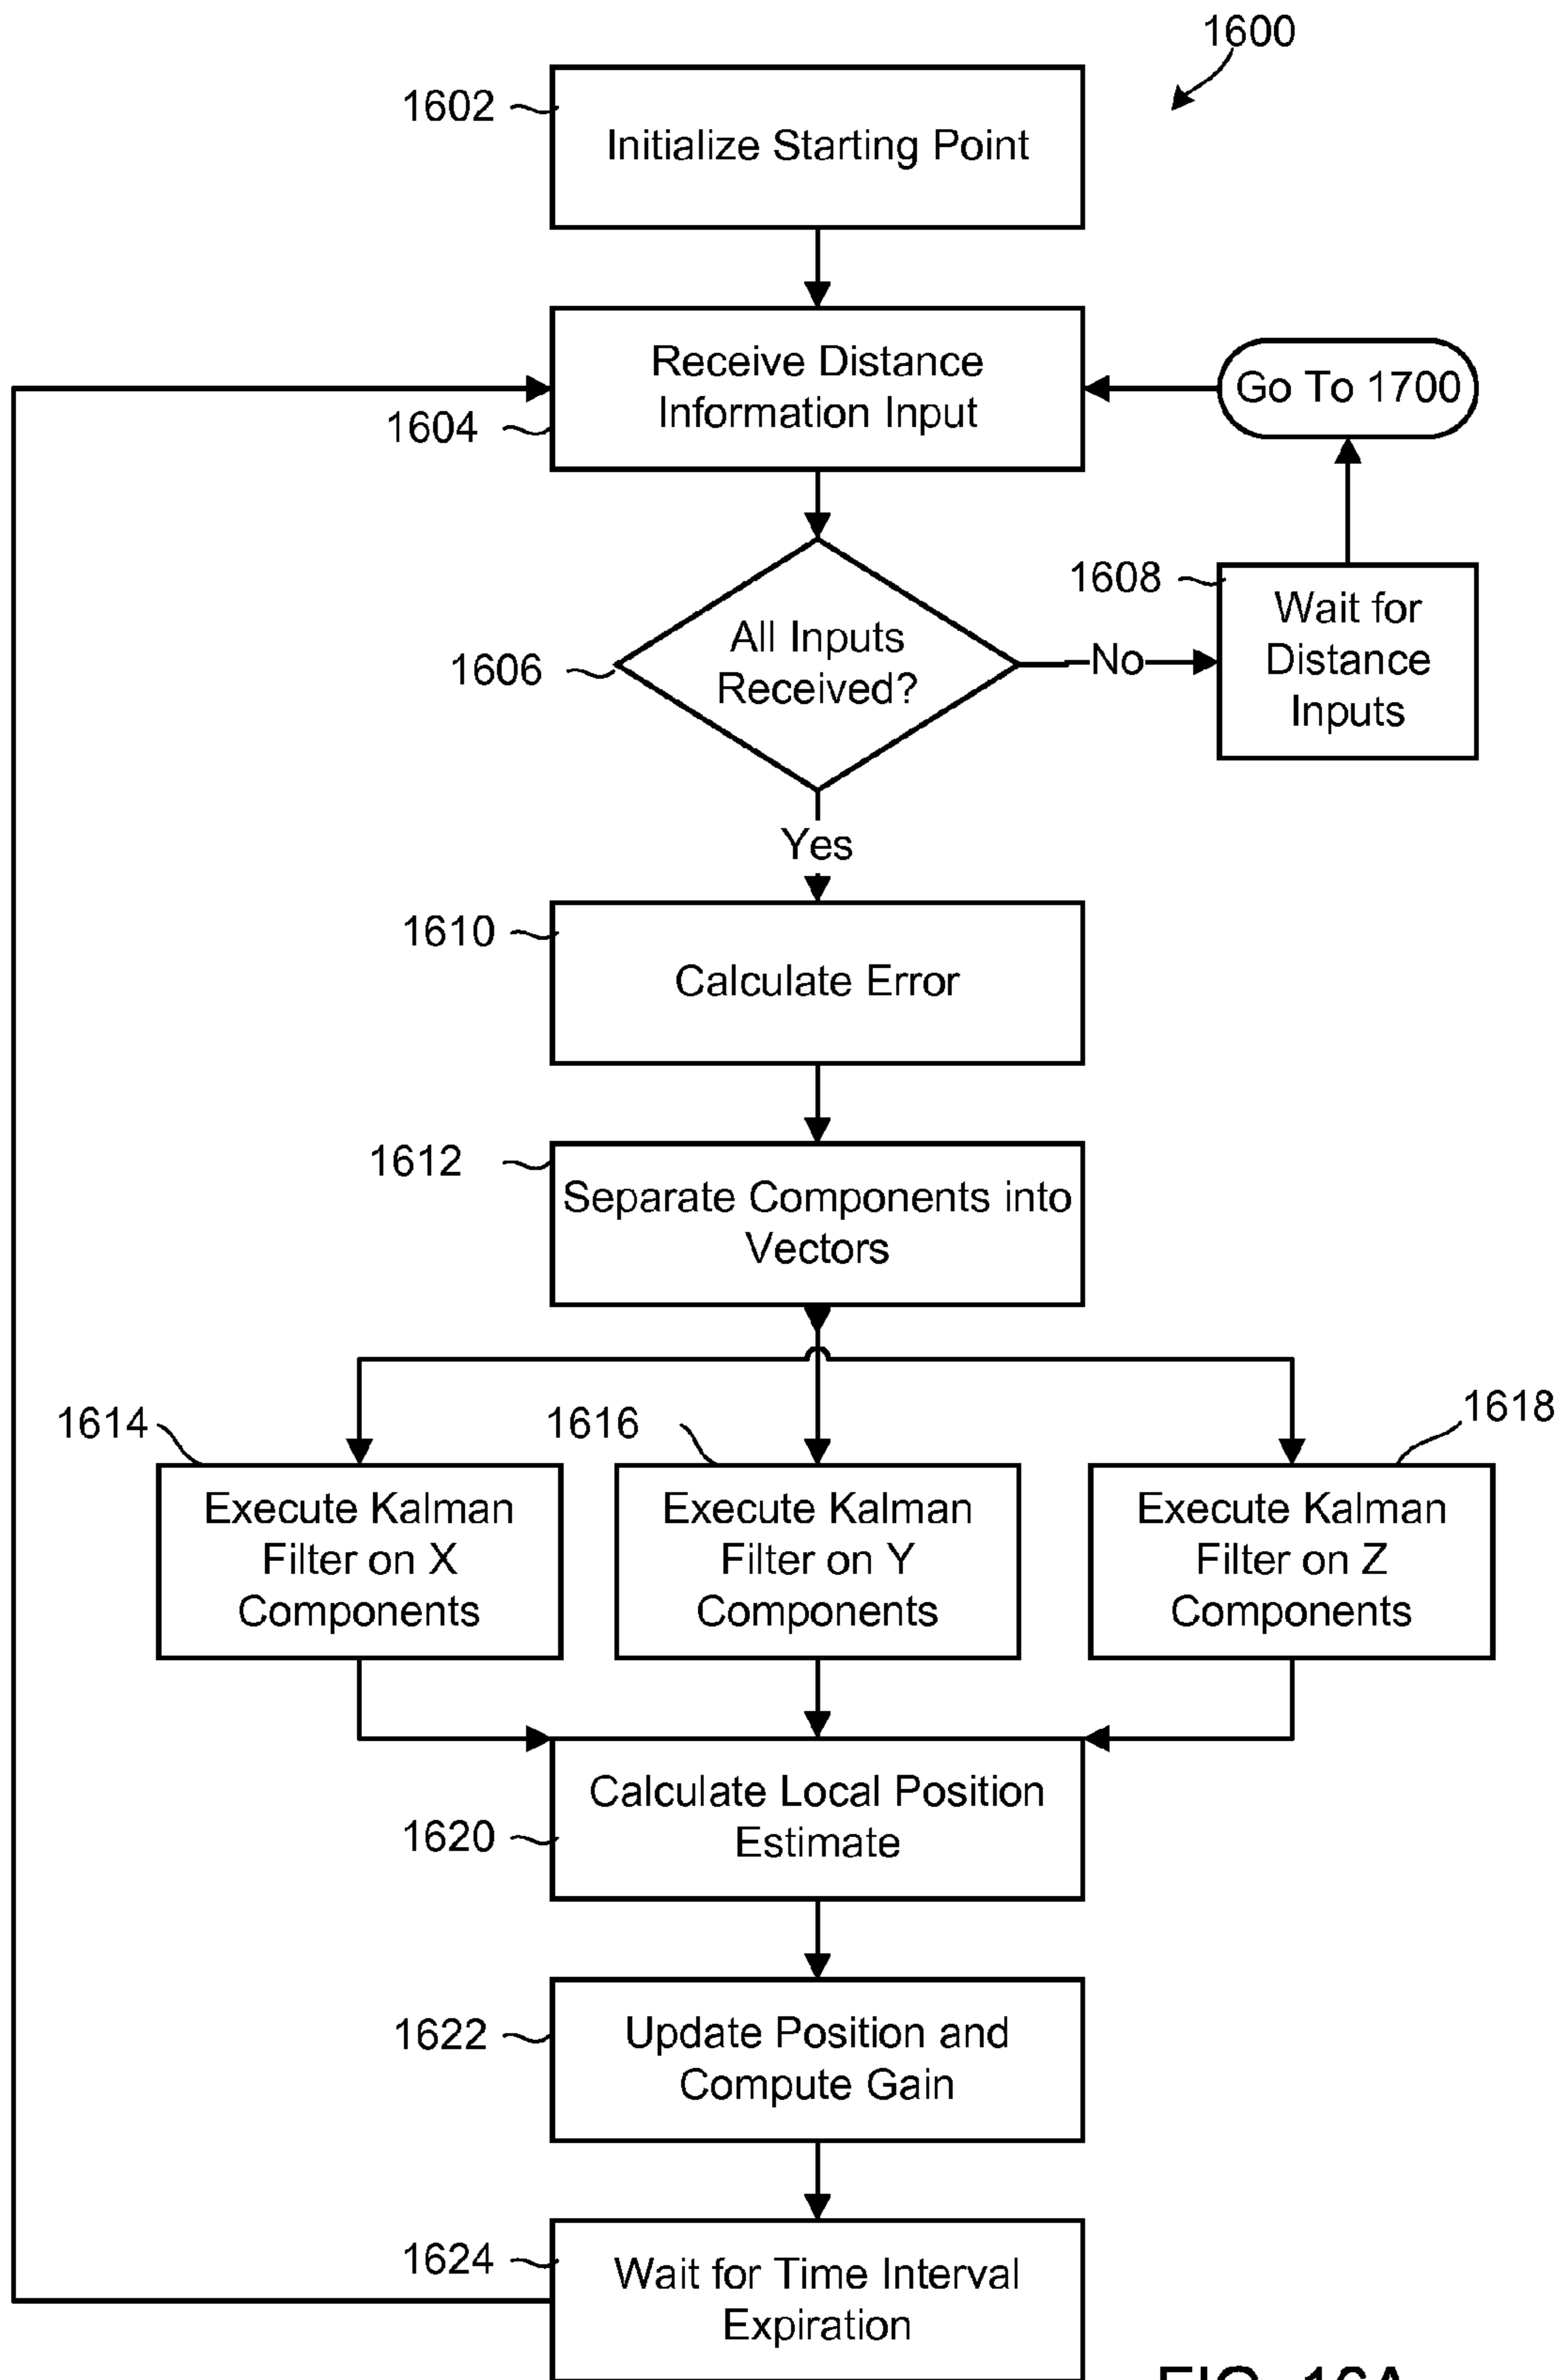 1600
1602
Initialize Starting Point
Receive Distance
Information Input
1604
Go To 1700
1606
All Inputs
Received?
No
1608
Wait for
Distance
Inputs
Yes
1610
Calculate Error
1612
Separate Components into
Vectors
1614
Execute Kalman
Filter on X
Components
1616
Execute Kalman
Filter on Y
Components
1618
Execute Kalman
Filter on Z
Components
Calculate Local Position
Estimate
1620
1622
Update Position and
Compute Gain
1624
Wait for Time Interval
Expiration
FIG. 16A